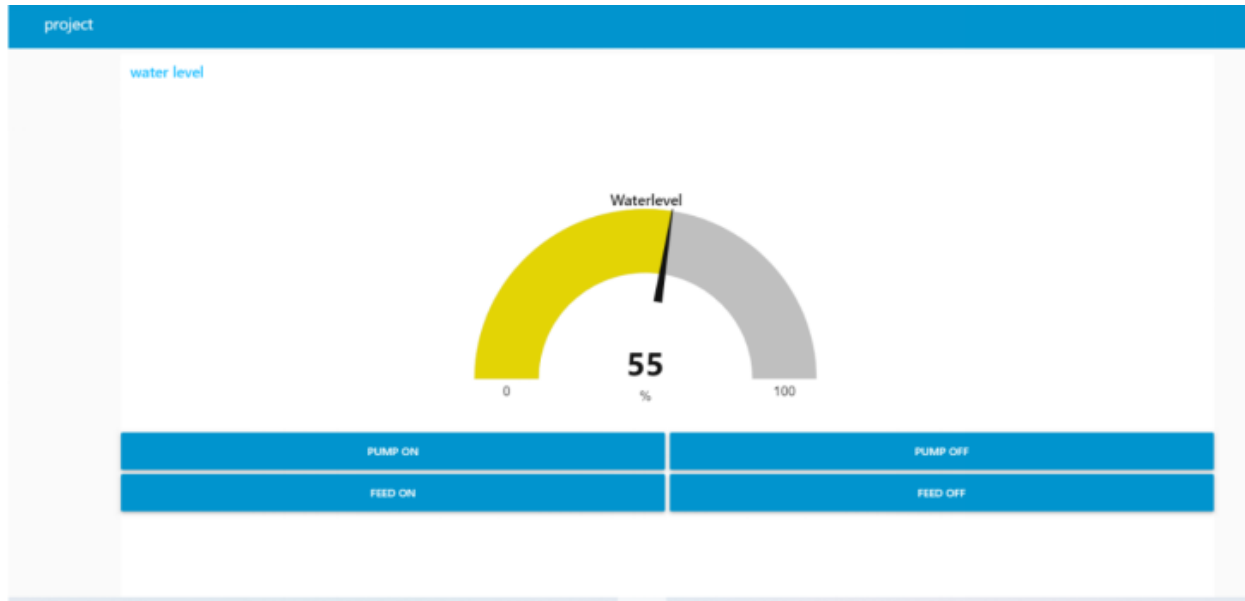 project
water level
Waterlevel
55
0 % 100
PUMP ON PUMP OFF
FEED ON FEED OFF